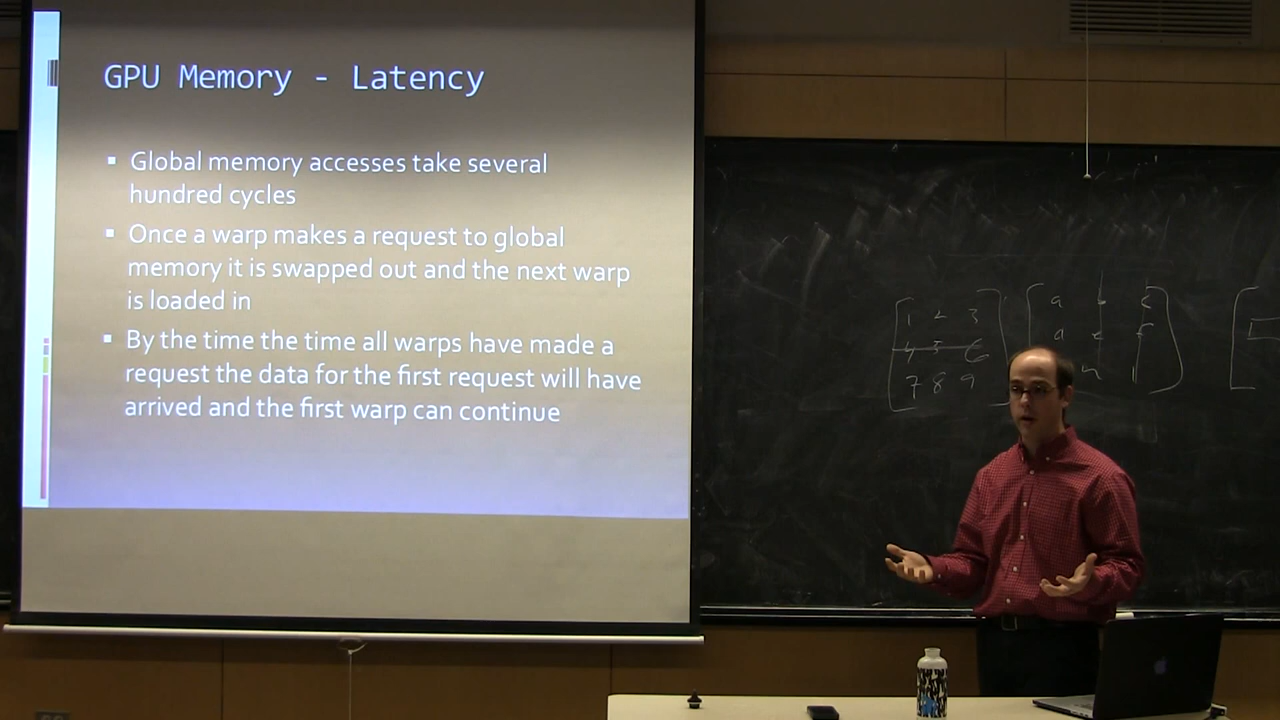 GPU Memory - Latency
Global memory accesses take several
hundred cycles
Once a warp makes a request to global
memory it is swapped out and the next warp
is loaded in
By the time the time all warps have made a
request the data for the first request will have
arrived and the first warp can continue
1 2 3 a b c
4 5 6 d e f
7 8 9 h i